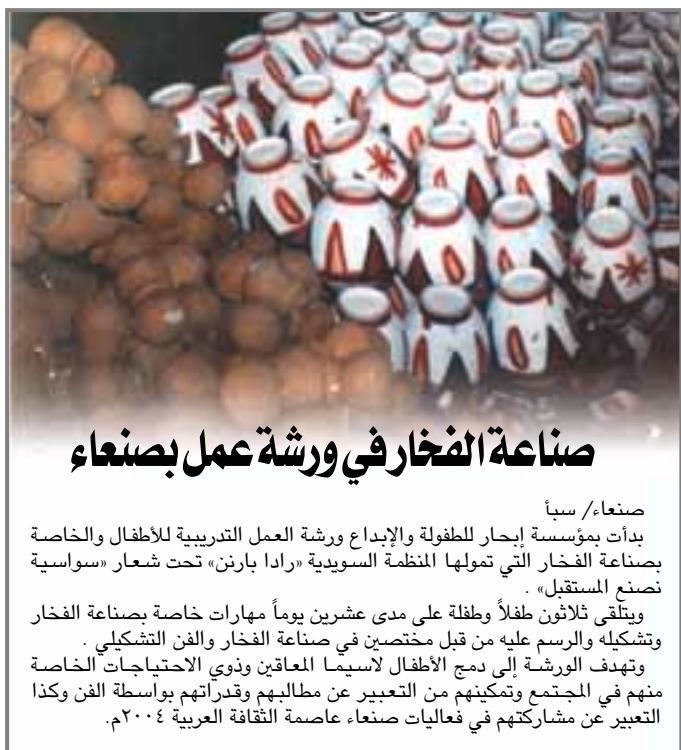 صناعة الفخار في ورشة عمل بصنعاء
صنعاء/ سبأ
بدأت بمؤسسة إبحار للطفولة والإبداع ورشة العمل التدريبية للأطفال والخاصة
بصناعة الفخار التي تمولها المنظمة السويدية «رادا بارنن» تحت شعار «سواسية
نصنع المستقبل» .
ويتلقى ثلاثون طفلاً وطفلة على مدى عشرين يوماً مهارات خاصة بصناعة الفخار
وتشكيله والرسم عليه من قبل مختصين في صناعة الفخار والفن التشكيلي .
وتهدف الورشة إلى دمج الأطفال لاسيما المعاقين وذوي الاحتياجات الخاصة
منهم في المجتمع وتمكينهم من التعبير عن مطالبهم وقدراتهم بواسطة الفن وكذا
التعبير عن مشاركتهم في فعاليات صنعاء عاصمة الثقافة العربية ٢٠٠٤م.